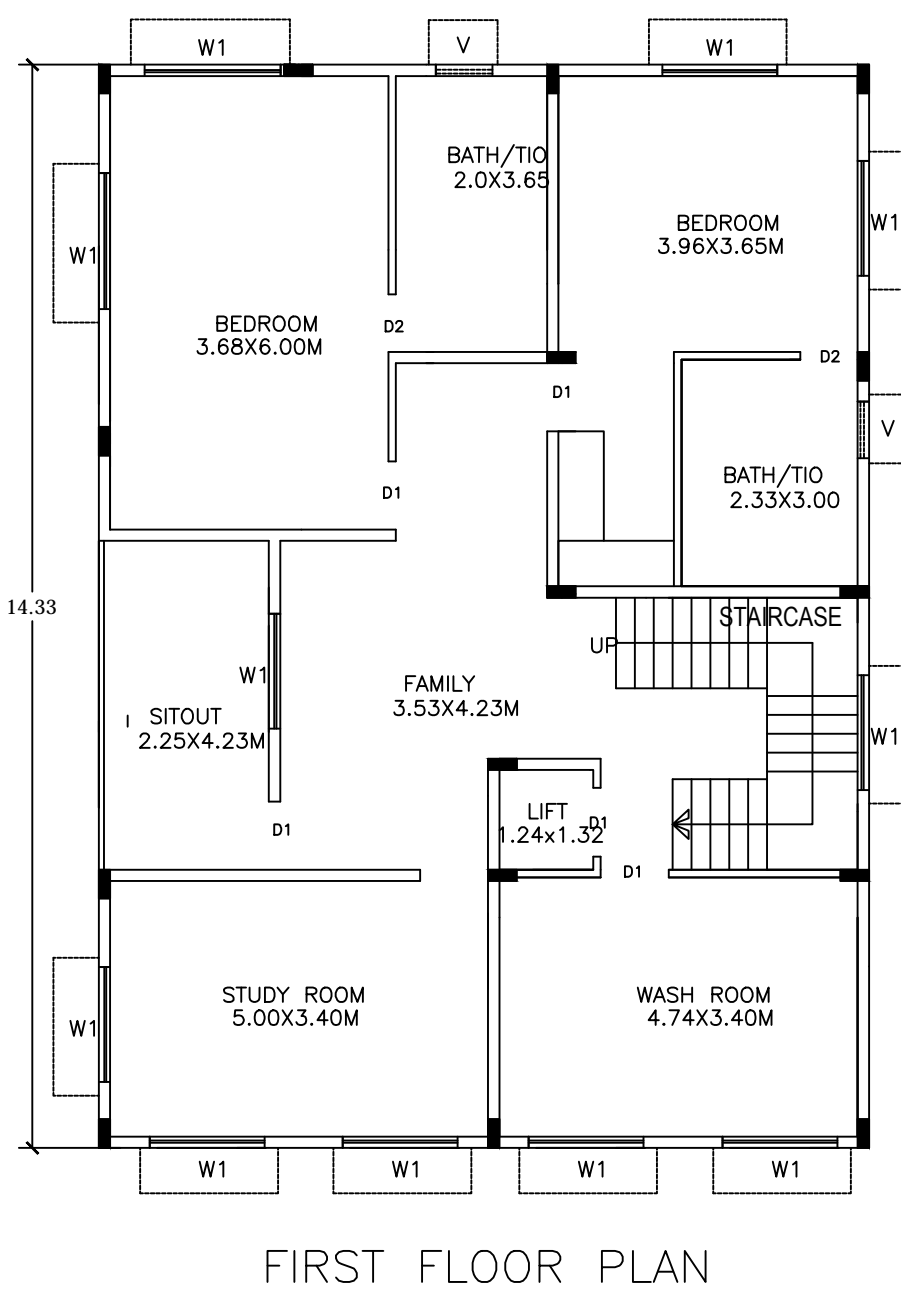 W1
V
W1
BATH/TIO
2.0X3.65
W1
BEDROOM
3.96X3.65M
W1
BEDROOM
3.68X6.00M
D2
D2
D1
V
BATH/TIO
2.33X3.00
D1
14.33
STAIRCASE
UP
W1
FAMILY
3.53X4.23M
SITOUT
2.25X4.23M
W1
LIFT
1.24x1.32
D1
D1
D1
STUDY ROOM
5.00X3.40M
WASH ROOM
4.74X3.40M
W1
W1
W1
W1
W1
FIRST FLOOR PLAN